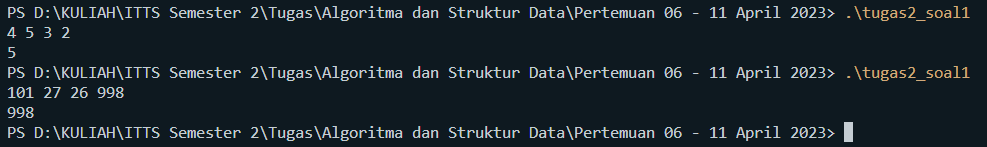 PS D:\KULIAH\ITTS Semester 2\Tugas\Algoritma dan Struktur Data\Pertemuan 06 - 11 April 2023> .\tugas2_soal1
4 5 3 2
5
PS D:\KULIAH\ITTS Semester 2\Tugas\Algoritma dan Struktur Data\Pertemuan 06 - 11 April 2023> .\tugas2_soal1
101 27 26 998
998
PS D:\KULIAH\ITTS Semester 2\Tugas\Algoritma dan Struktur Data\Pertemuan 06 - 11 April 2023>